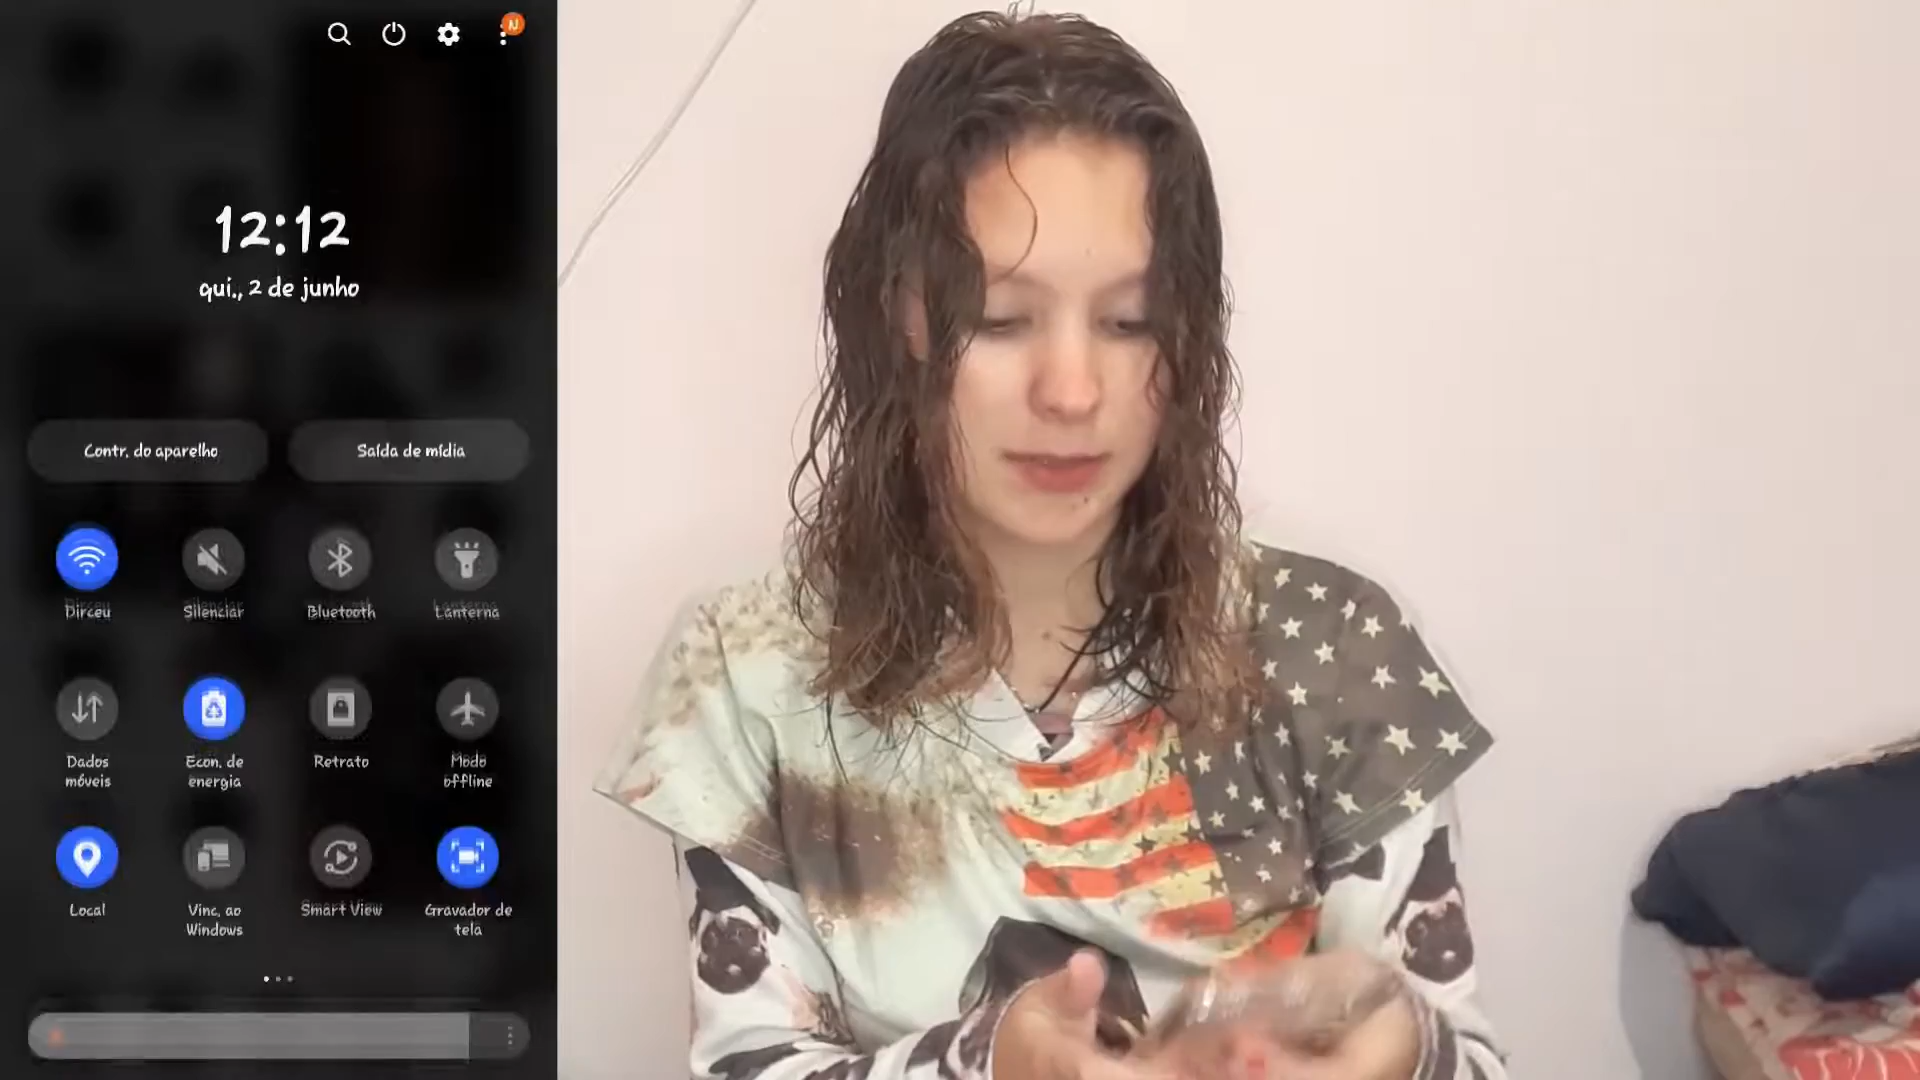 N
12:12
qui., 2 de junho
Contr. do aparelho
Saída de mídia
Dirceu
Silenciar
Bluetooth
Lanterna
Dados
móveis
Econ. de
energia
Retrato
Modo
offline
Local
Vinc. ao
Windows
Smart View
Gravador de
tela